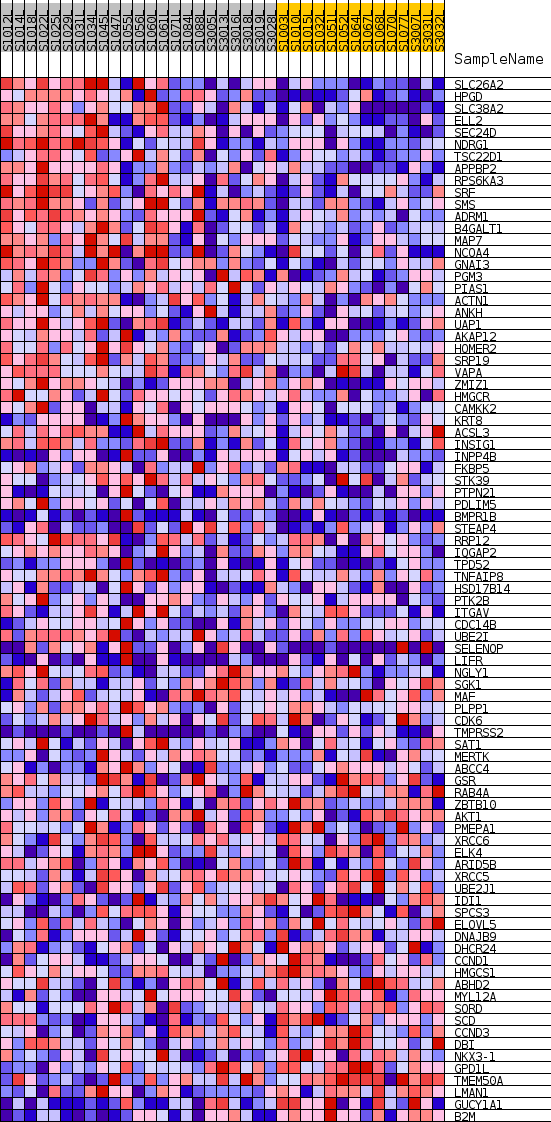 S1012 S1014 S1018 S1022 S1025 S1029 S1031 S1034 S1045 S1047 S1055 S1056 S1060 S1061 S1071 S1084 S1088 S3005 S3013 S3016 S3018 S3019 S3028 S1003 S1010 S1015 S1032 S1051 S1052 S1064 S1067 S1068 S1070 S1077 S3007 S3031 S3032
SampleName
SLC26A2
HPGD
SLC38A2
ELL2
SEC24D
NDRG1
TSC22D1
APPBP2
RPS6KA3
SRF
SMS
ADRM1
B4GALT1
MAP7
NCOA4
GNAI3
PGM3
PIAS1
ACTN1
ANKH
UAP1
AKAP12
HOMER2
SRP19
VAPA
ZMIZ1
HMGCR
CAMKK2
KRT8
ACSL3
INSIG1
INPP4B
FKBP5
STK39
PTPN21
PDLIM5
BMPR1B
STEAP4
RRP12
IQGAP2
TPD52
TNFAIP8
HSD17B14
PTK2B
ITGAV
CDC14B
UBE2I
SELENOP
LIFR
NGLY1
SGK1
MAF
PLPP1
CDK6
TMPRSS2
SAT1
MERTK
ABCC4
GSR
RAB4A
ZBTB10
AKT1
PMEPA1
XRCC6
ELK4
ARID5B
XRCC5
UBE2J1
IDI1
SPCS3
ELOVL5
DNAJB9
DHCR24
CCND1
HMGCS1
ABHD2
MYL12A
SORD
SCD
CCND3
DBI
NKX3-1
GPD1L
TMEM50A
LMAN1
GUCY1A1
B2M